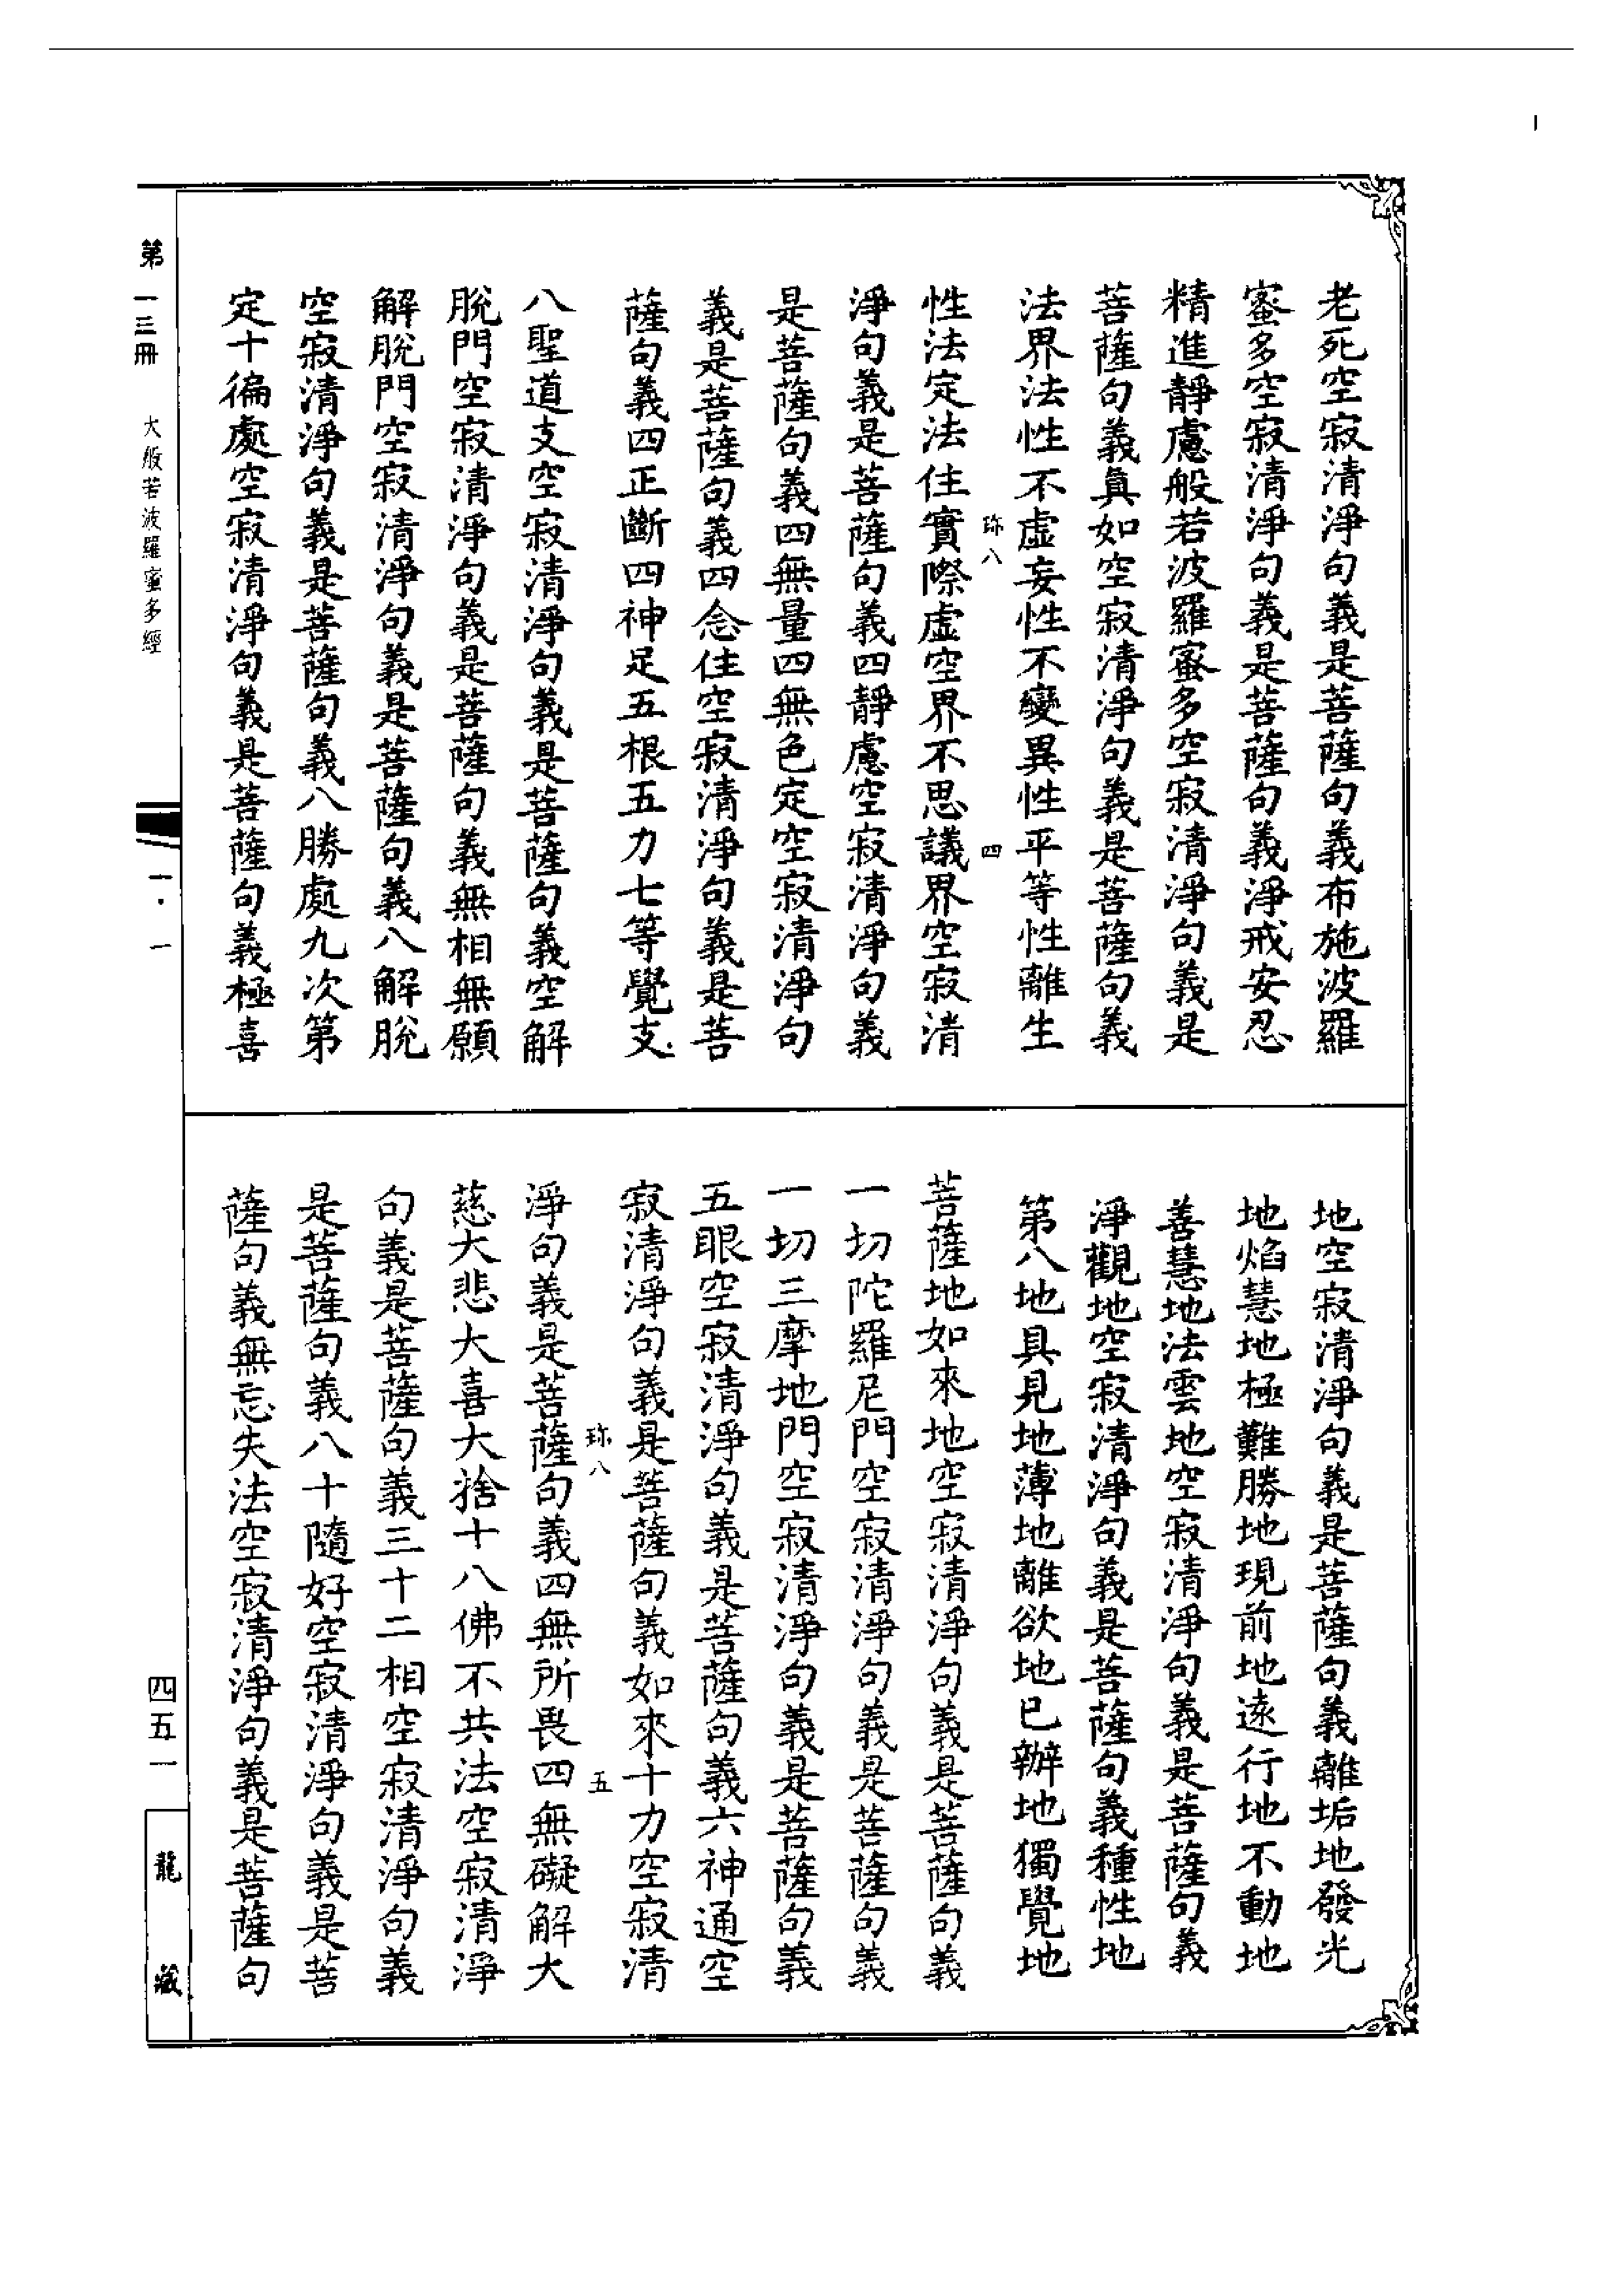 老死空寂清淨句義是菩薩句義布施波羅
蜜多空寂清淨句義是菩薩句義淨戒安忍
精進靜慮般若波羅蜜多空寂清淨句義是
菩薩句義真如空寂清淨句義是菩薩句義
法界法性不虛妄性不變異性平等性離生
珎八 四
性法定法住實際虛空界不思議界空寂清
淨句義是菩薩句義四靜慮空寂清淨句義
是菩薩句義四無量四無色定空寂清淨句
義是菩薩句義四念住空寂清淨句義是菩
薩句義四正斷四神足五根五力七等覺支
八聖道支空寂清淨句義是菩薩句義空解
脫門空寂清淨句義是菩薩句義無相無願
解脫門空寂清淨句義是菩薩句義八解脫
空寂清淨句義是菩薩句義八勝處九次第
定十徧處空寂清淨句義是菩薩句義極喜
地空寂清淨句義是菩薩句義離垢地發光
地焰慧地極難勝地現前地遠行地不動地
善慧地法雲地空寂清淨句義是菩薩句義
淨觀地空寂清淨句義是菩薩句義種性地
第八地具見地薄地離欲地已辦地獨覺地
菩薩地如來地空寂清淨句義是菩薩句義
一切陀羅尼門空寂清淨句義是菩薩句義
一切三摩地門空寂清淨句義是菩薩句義
五眼空寂清淨句義是菩薩句義六神通空
寂清淨句義是菩薩句義如來十力空寂清
珎八 五
淨句義是菩薩句義四無所畏四無礙解大
慈大悲大喜大捨十八佛不共法空寂清淨
句義是菩薩句義三十二相空寂清淨句義
是菩薩句義八十隨好空寂清淨句義是菩
薩句義無忘失法空寂清淨句義是菩薩句
第一三冊 大般若波羅蜜多經 一·一 四五一 龍藏